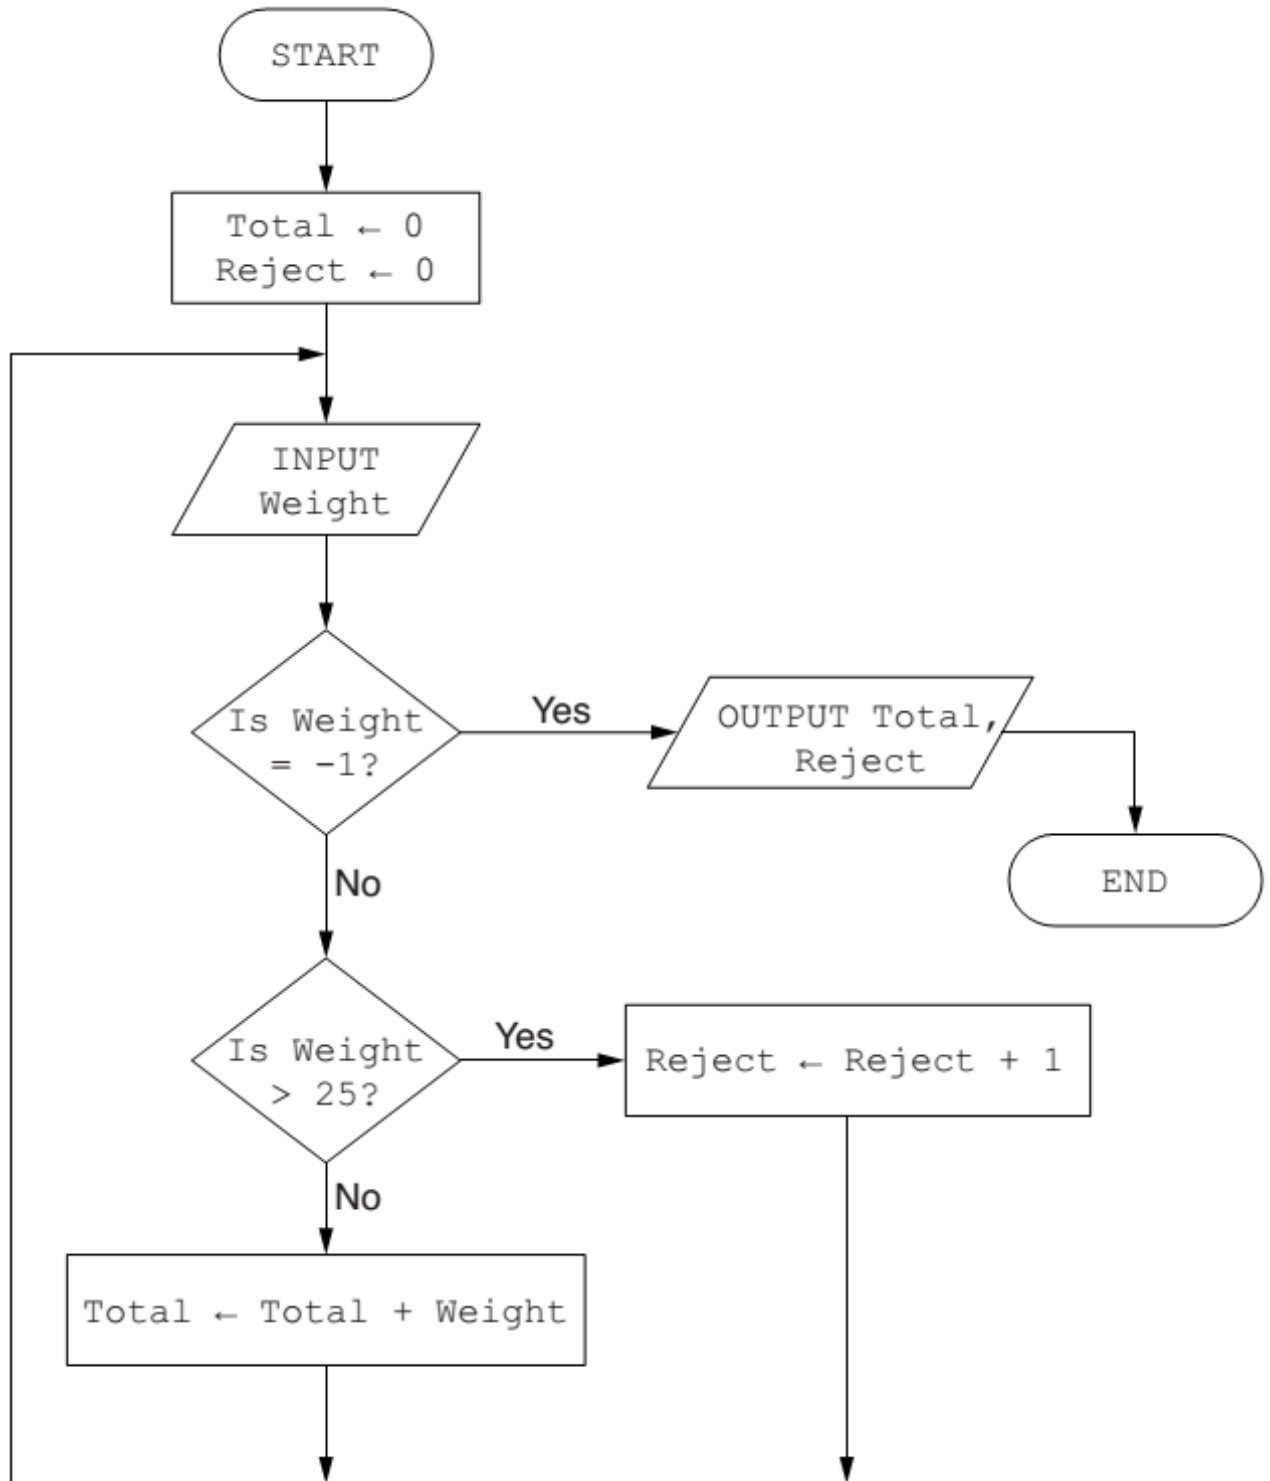 START
Total ← 0
Reject ← 0
INPUT
Weight
Is Weight
= -1?
Yes
OUTPUT Total,
Reject
END
No
Is Weight
> 25?
Yes
Reject ← Reject + 1
No
Total ← Total + Weight